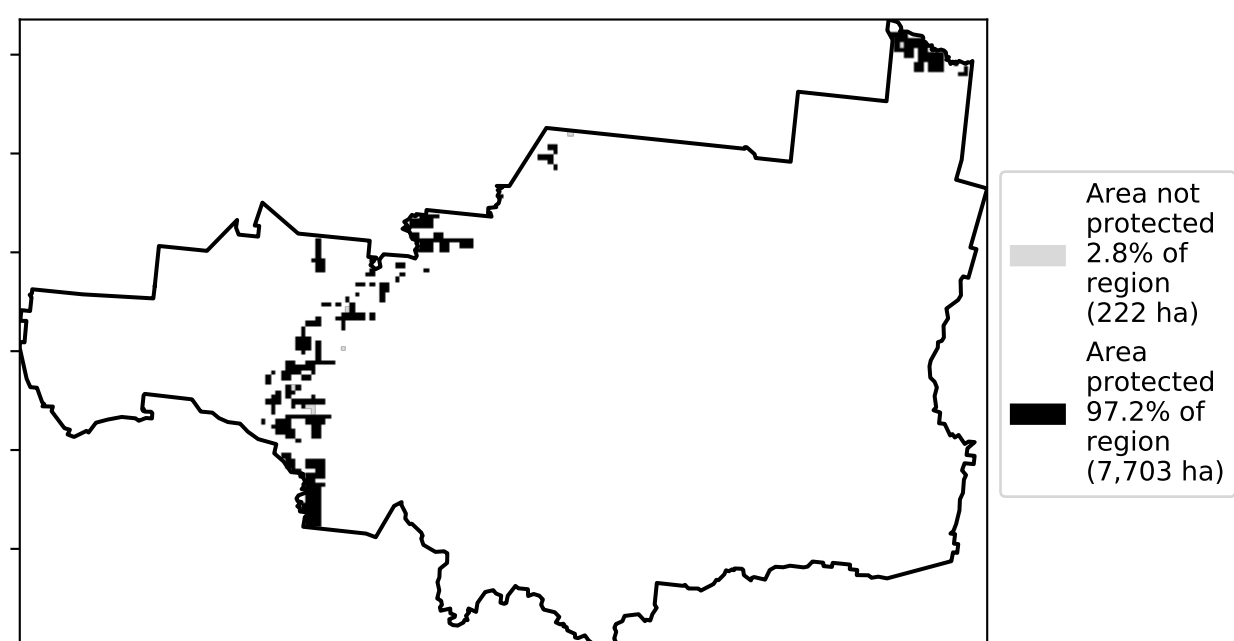 Area not
protected
2.8% of
region
(222 ha)
Area
protected
97.2% of
region
(7,703 ha)